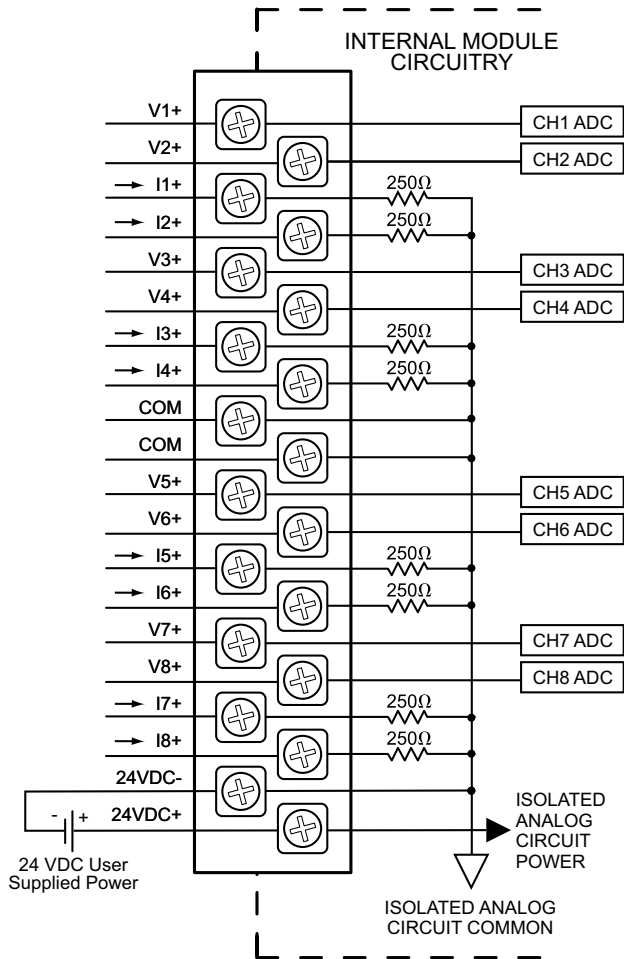 INTERNAL MODULE
CIRCUITRY
V1+
CH1 ADC
V2+
CH2 ADC
I1+
250Ω
I2+
250Ω
V3+
CH3 ADC
V4+
CH4 ADC
I3+
250Ω
I4+
250Ω
COM
COM
V5+
CH5 ADC
V6+
CH6 ADC
I5+
250Ω
I6+
250Ω
V7+
CH7 ADC
V8+
CH8 ADC
I7+
250Ω
I8+
250Ω
24VDC-
- +
24VDC+
24 VDC User
Supplied Power
ISOLATED
ANALOG
CIRCUIT
POWER
ISOLATED ANALOG
CIRCUIT COMMON